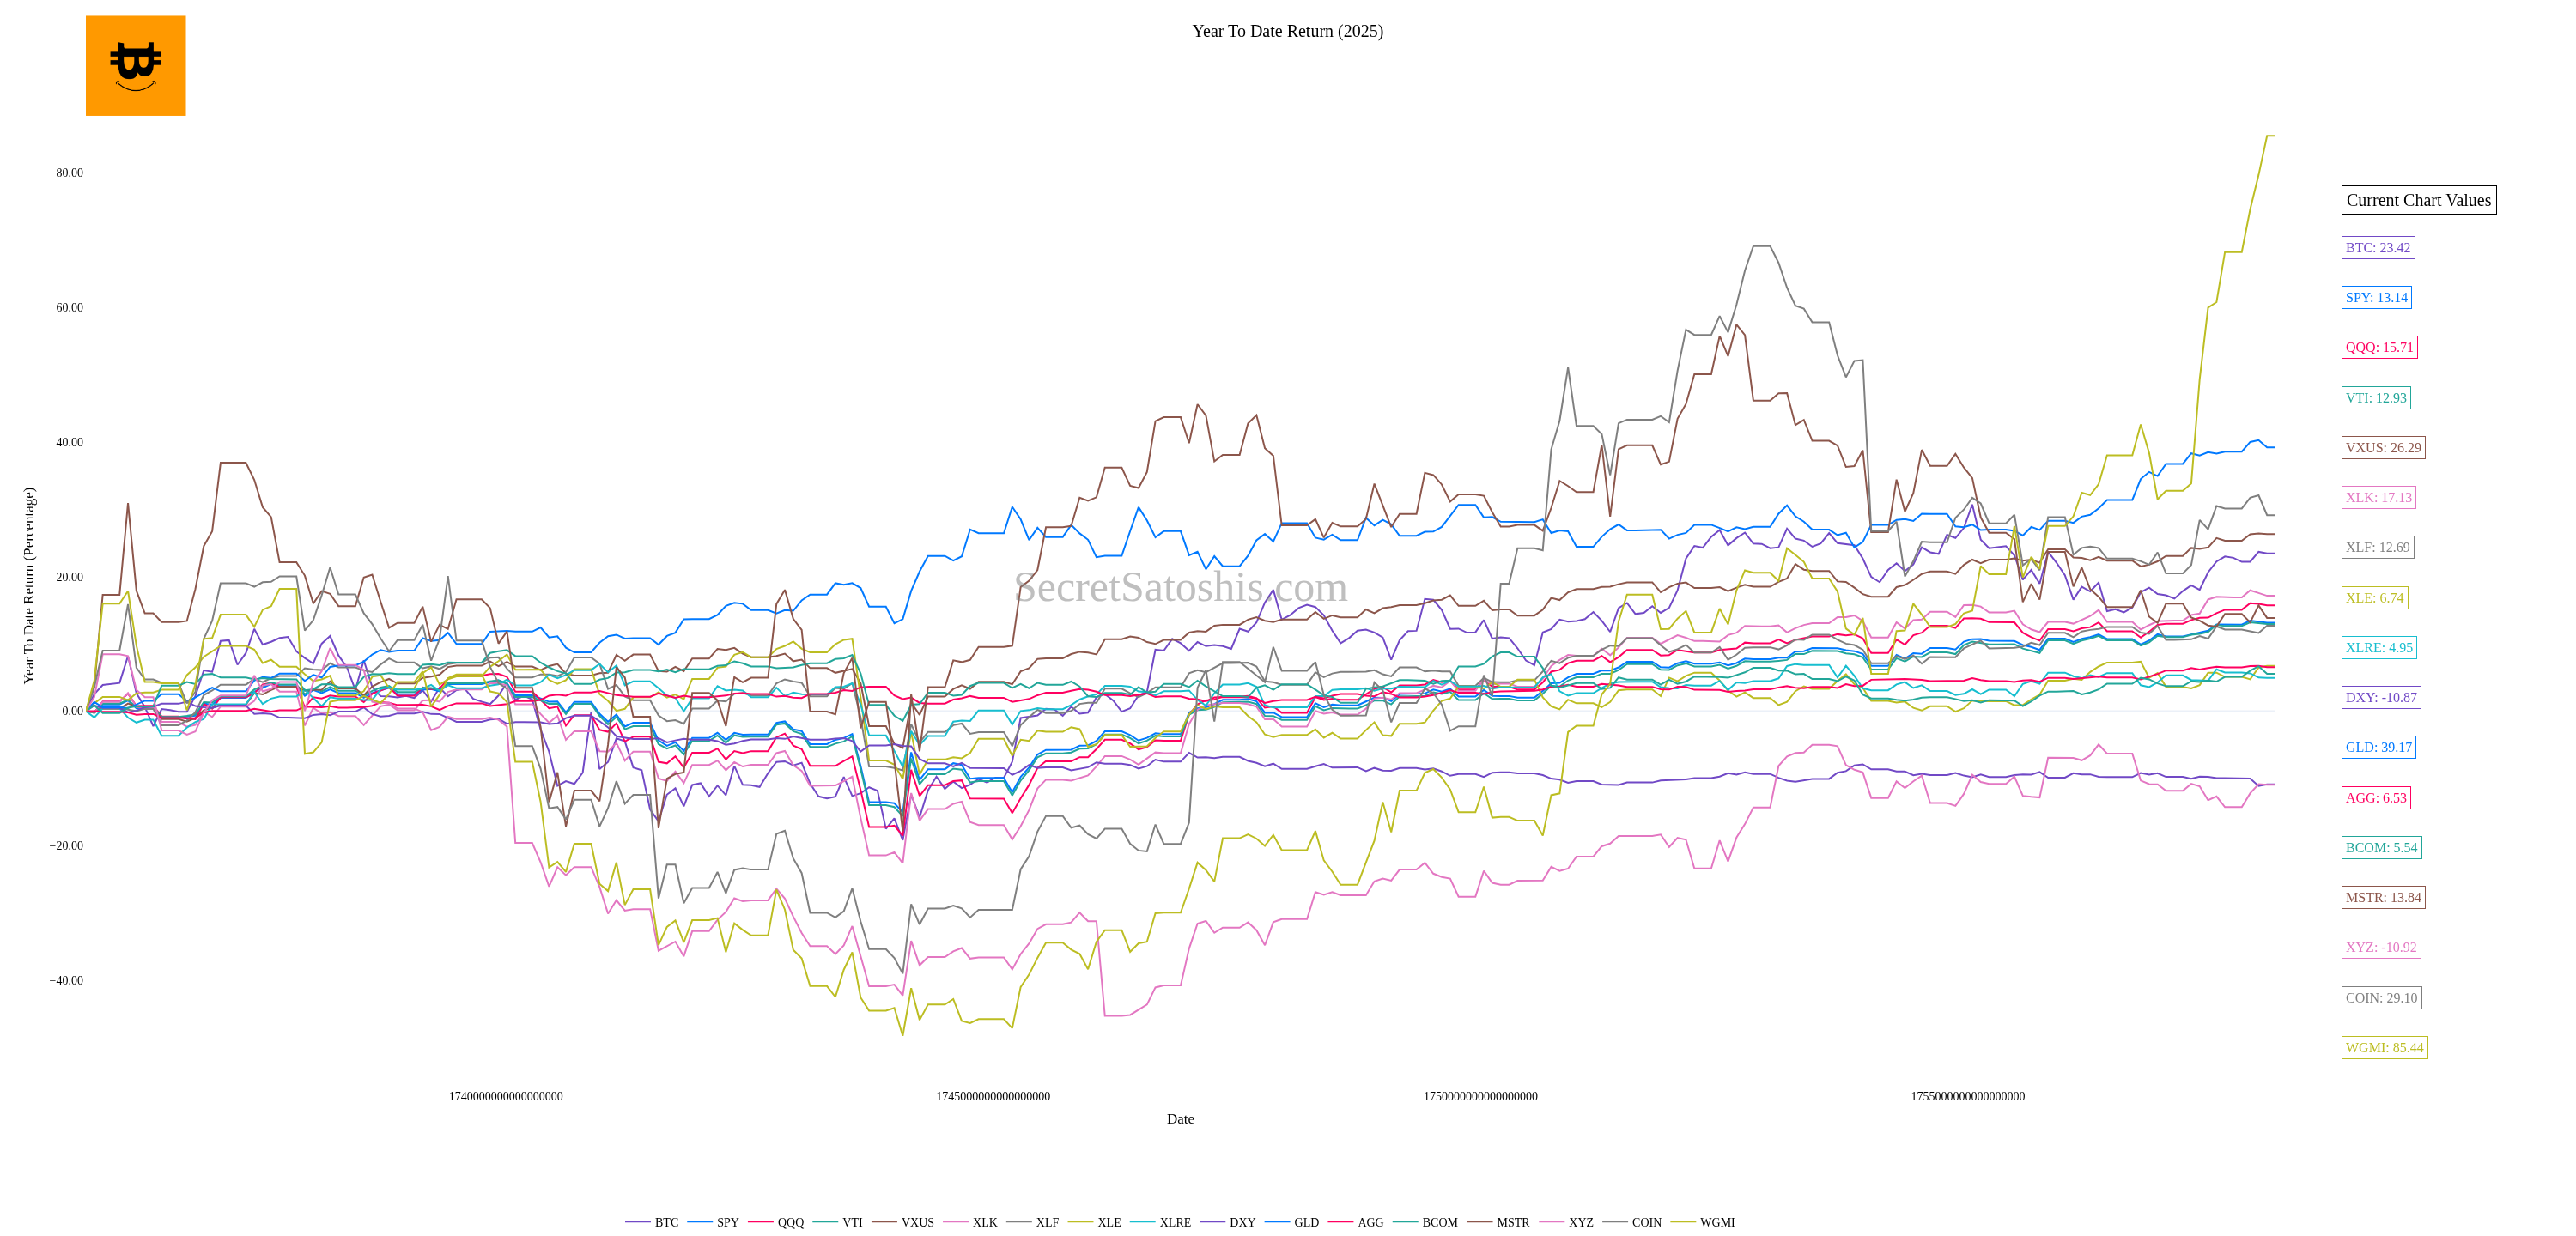 Year To Date Return (2025)
80.00
60.00
40.00
20.00
0.00
−20.00
−40.00
Year To Date Return (Percentage)
SecretSatoshis.com
Current Chart Values
BTC: 23.42
SPY: 13.14
QQQ: 15.71
VTI: 12.93
VXUS: 26.29
XLK: 17.13
XLF: 12.69
XLE: 6.74
XLRE: 4.95
DXY: -10.87
GLD: 39.17
AGG: 6.53
BCOM: 5.54
MSTR: 13.84
XYZ: -10.92
COIN: 29.10
WGMI: 85.44
1740000000000000000 1745000000000000000 1750000000000000000 1755000000000000000
Date
BTC SPY QQQ VTI VXUS XLK XLF XLE XLRE DXY GLD AGG BCOM MSTR XYZ COIN WGMI